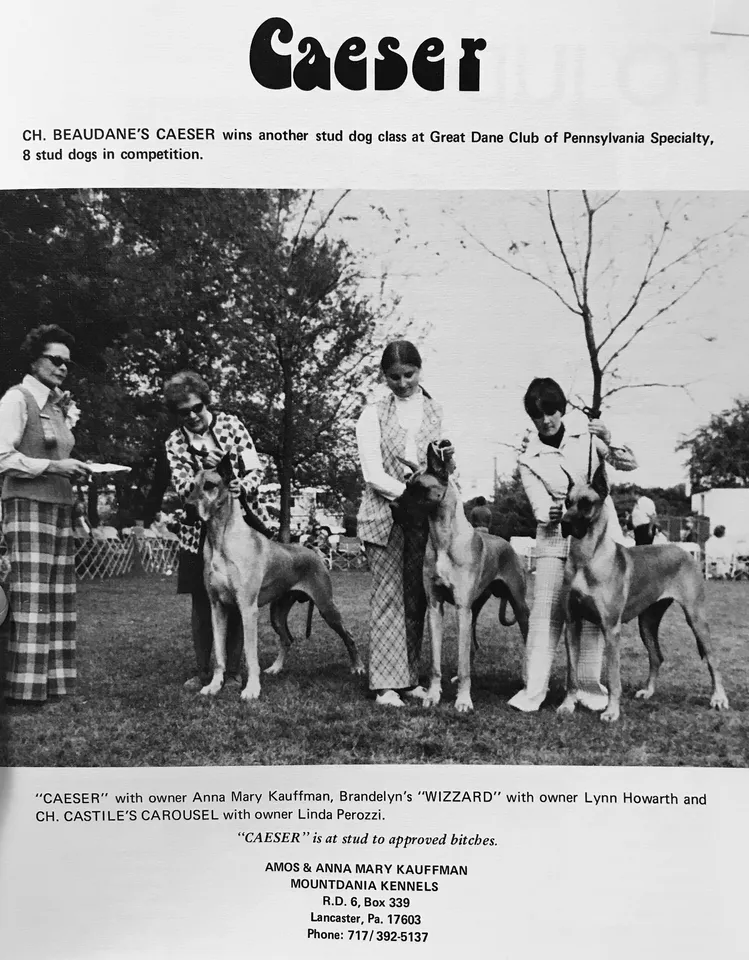 Caeser
CH. BEAUDANE'S CAESER wins another stud dog class at Great Dane Club of Pennsylvania Specialty,
8 stud dogs in competition.
"CAESER" with owner Anna Mary Kauffman, Brandelyn's "WIZZARD" with owner Lynn Howarth and
CH. CASTILE'S CAROUSEL with owner Linda Perozzi.
"CAESER" is at stud to approved bitches.
AMOS & ANNA MARY KAUFFMAN
MOUNTDANIA KENNELS
R.D. 6, Box 339
Lancaster, Pa. 17603
Phone: 717/392-5137